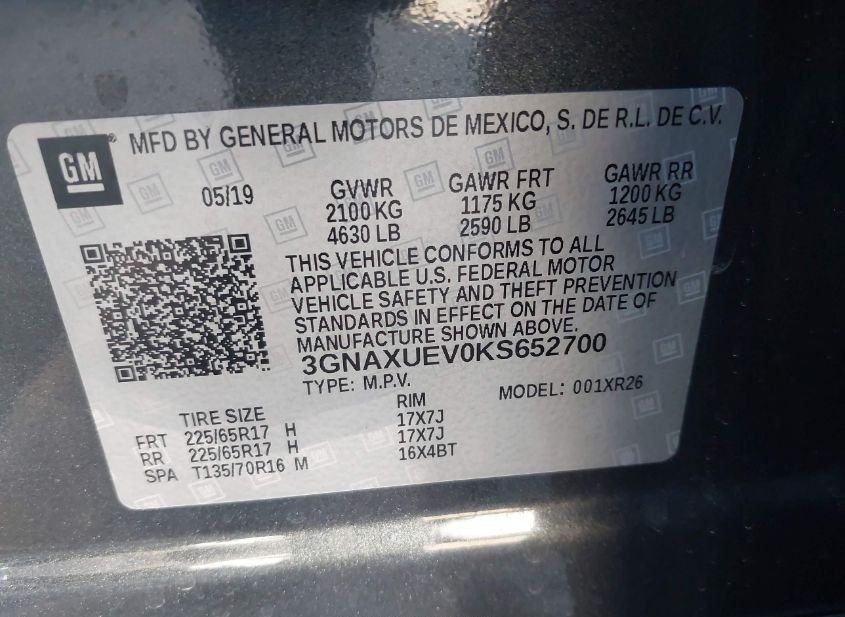 GM® MFD BY GENERAL MOTORS DE MEXICO, S. DE R.L. DE C.V.
05/19 GVWR GAWR FRT GAWR RR
2100 KG 1175 KG 1200 KG
4630 LB 2590 LB 2645 LB
THIS VEHICLE CONFORMS TO ALL
APPLICABLE U.S. FEDERAL MOTOR
VEHICLE SAFETY AND THEFT PREVENTION
STANDARDS IN EFFECT ON THE DATE OF
MANUFACTURE SHOWN ABOVE.
3GNAXUEV0KS652700
TYPE: M.P.V. MODEL: 001XR26
TIRE SIZE RIM
FRT 225/65R17 H 17X7J
RR 225/65R17 H 17X7J
SPA T135/70R16 M 16X4BT